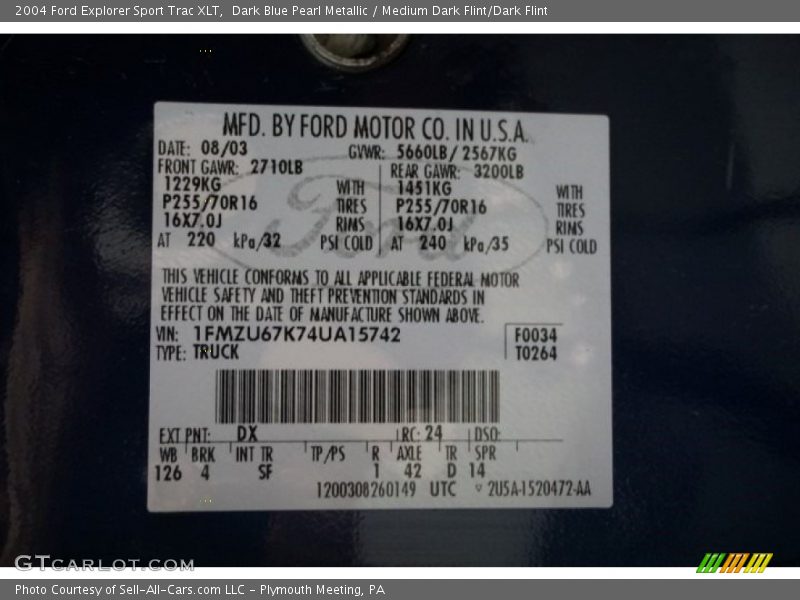 2004 Ford Explorer Sport Trac XLT,  Dark Blue Pearl Metallic / Medium Dark Flint/Dark Flint
MFD. BY FORD MOTOR CO. IN U.S.A.
DATE: 08/03 GVWR: 5660LB/ 2567KG
FRONT GAWR: 2710LB REAR GAWR: 3200LB
1229KG WITH 1451KG WITH
P255/70R16 TIRES P255/70R16 TIRES
16X7.0J RIMS 16X7.0J RIMS
AT 220 kPa/32 PSI COLD AT 240 kPa/35 PSI COLD
Ford
THIS VEHICLE CONFORMS TO ALL APPLICABLE FEDERAL MOTOR
VEHICLE SAFETY AND THEFT PREVENTION STANDARDS IN
EFFECT ON THE DATE OF MANUFACTURE SHOWN ABOVE.
VIN: 1FMZU67K74UA15742 F0034
TYPE: TRUCK T0264
EXT PNT: DX RC: 24 DSO:
WB BRK INT TR TP/PS R AXLE TR SPR
126 4 SF 1 42 D 14
1200308260149 UTC ▽ 2U5A-1520472-AA
GTCARLOT.COM
Photo Courtesy of Sell-All-Cars.com LLC - Plymouth Meeting, PA